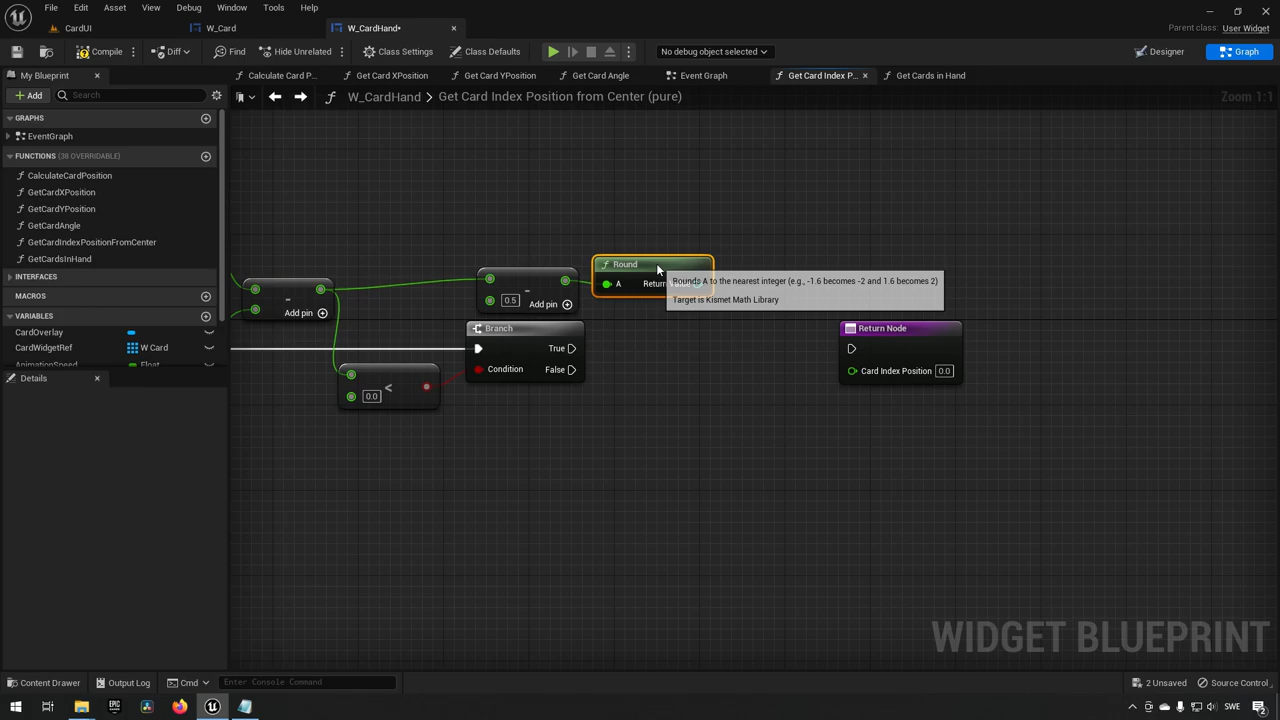 File Edit Asset View Debug Window Tools Help
CardUI
W_Card
W_CardHand•
Parent class: User Widget
Compile
Diff
Find
Hide Unrelated
Class Settings
Class Defaults
No debug object selected
Designer
Graph
My Blueprint
Calculate Card P...
Get Card XPosition
Get Card YPosition
Get Card Angle
Event Graph
Get Card Index P...
Get Cards in Hand
Add
Search
W_CardHand > Get Card Index Position from Center (pure)
Zoom 1:1
GRAPHS
EventGraph
FUNCTIONS (38 OVERRIDABLE)
CalculateCardPosition
GetCardXPosition
GetCardYPosition
GetCardAngle
GetCardIndexPositionFromCenter
GetCardsInHand
INTERFACES
MACROS
VARIABLES
CardOverlay
CardWidgetRef
W Card
AnimationSpeed
Float
Details
-
Add pin
-
0.5
Add pin
Round
A
Return Value
Rounds A to the nearest integer (e.g., -1.6 becomes -2 and 1.6 becomes 2)
Target is Kismet Math Library
Branch
True
Condition
False
<
0.0
Return Node
Card Index Position 0.0
WIDGET BLUEPRINT
Content Drawer
Output Log
Cmd
Enter Console Command
2 Unsaved
Source Control
SWE
2